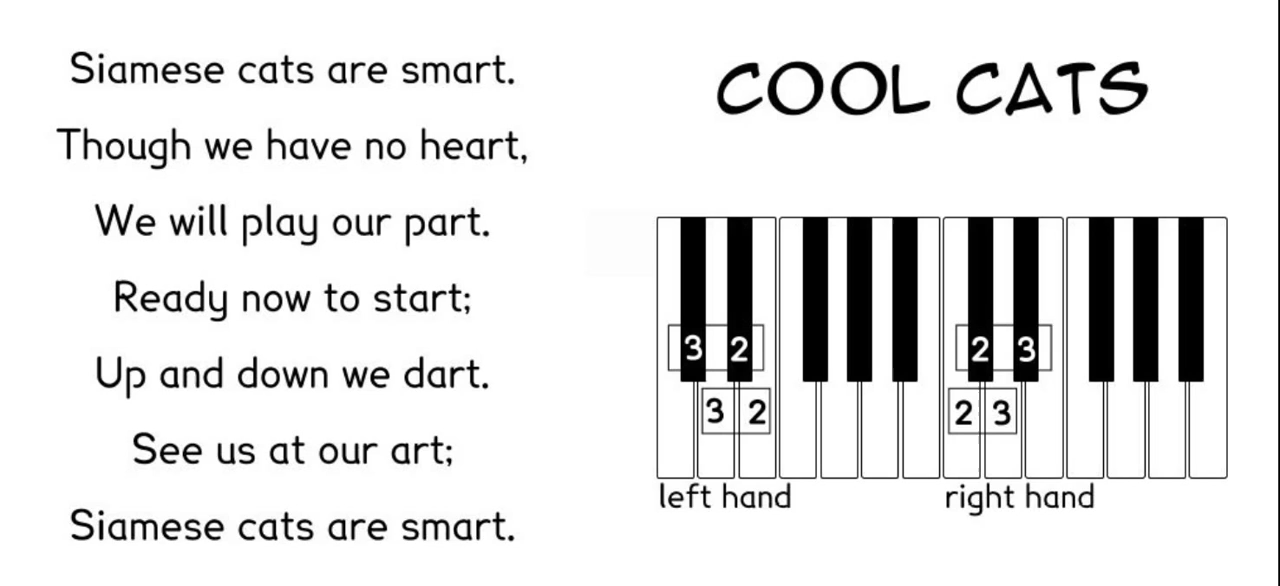 Siamese cats are smart.
Though we have no heart,
We will play our part.
Ready now to start;
Up and down we dart.
See us at our art;
Siamese cats are smart.
COOL CATS
3 2 2 3
3 2 2 3
left hand right hand